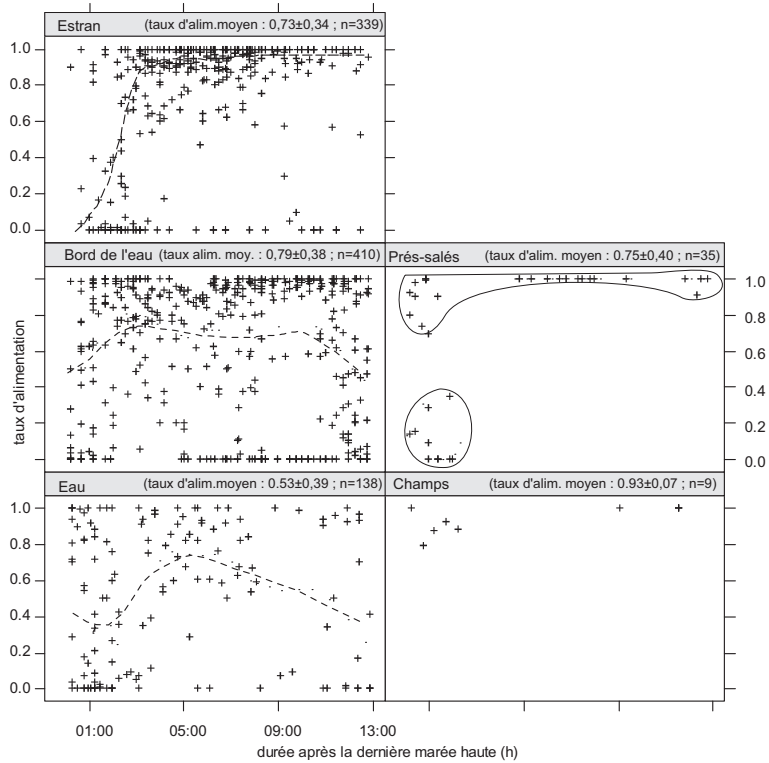 Estran (taux d'alim.moyen : 0,73±0,34 ; n=339)
1.0
0.8
0.6
0.4
0.2
0.0
Bord de l'eau (taux alim. moy. : 0,79±0,38 ; n=410)
Prés-salés (taux d'alim. moyen : 0.75±0,40 ; n=35)
1.0
0.8
0.6
0.4
0.2
0.0
taux d'alimentation
Eau (taux d'alim.moyen : 0.53±0,39 ; n=138)
Champs (taux d'alim. moyen : 0.93±0,07 ; n=9)
1.0
0.8
0.6
0.4
0.2
0.0
01:00 05:00 09:00 13:00
durée après la dernière marée haute (h)